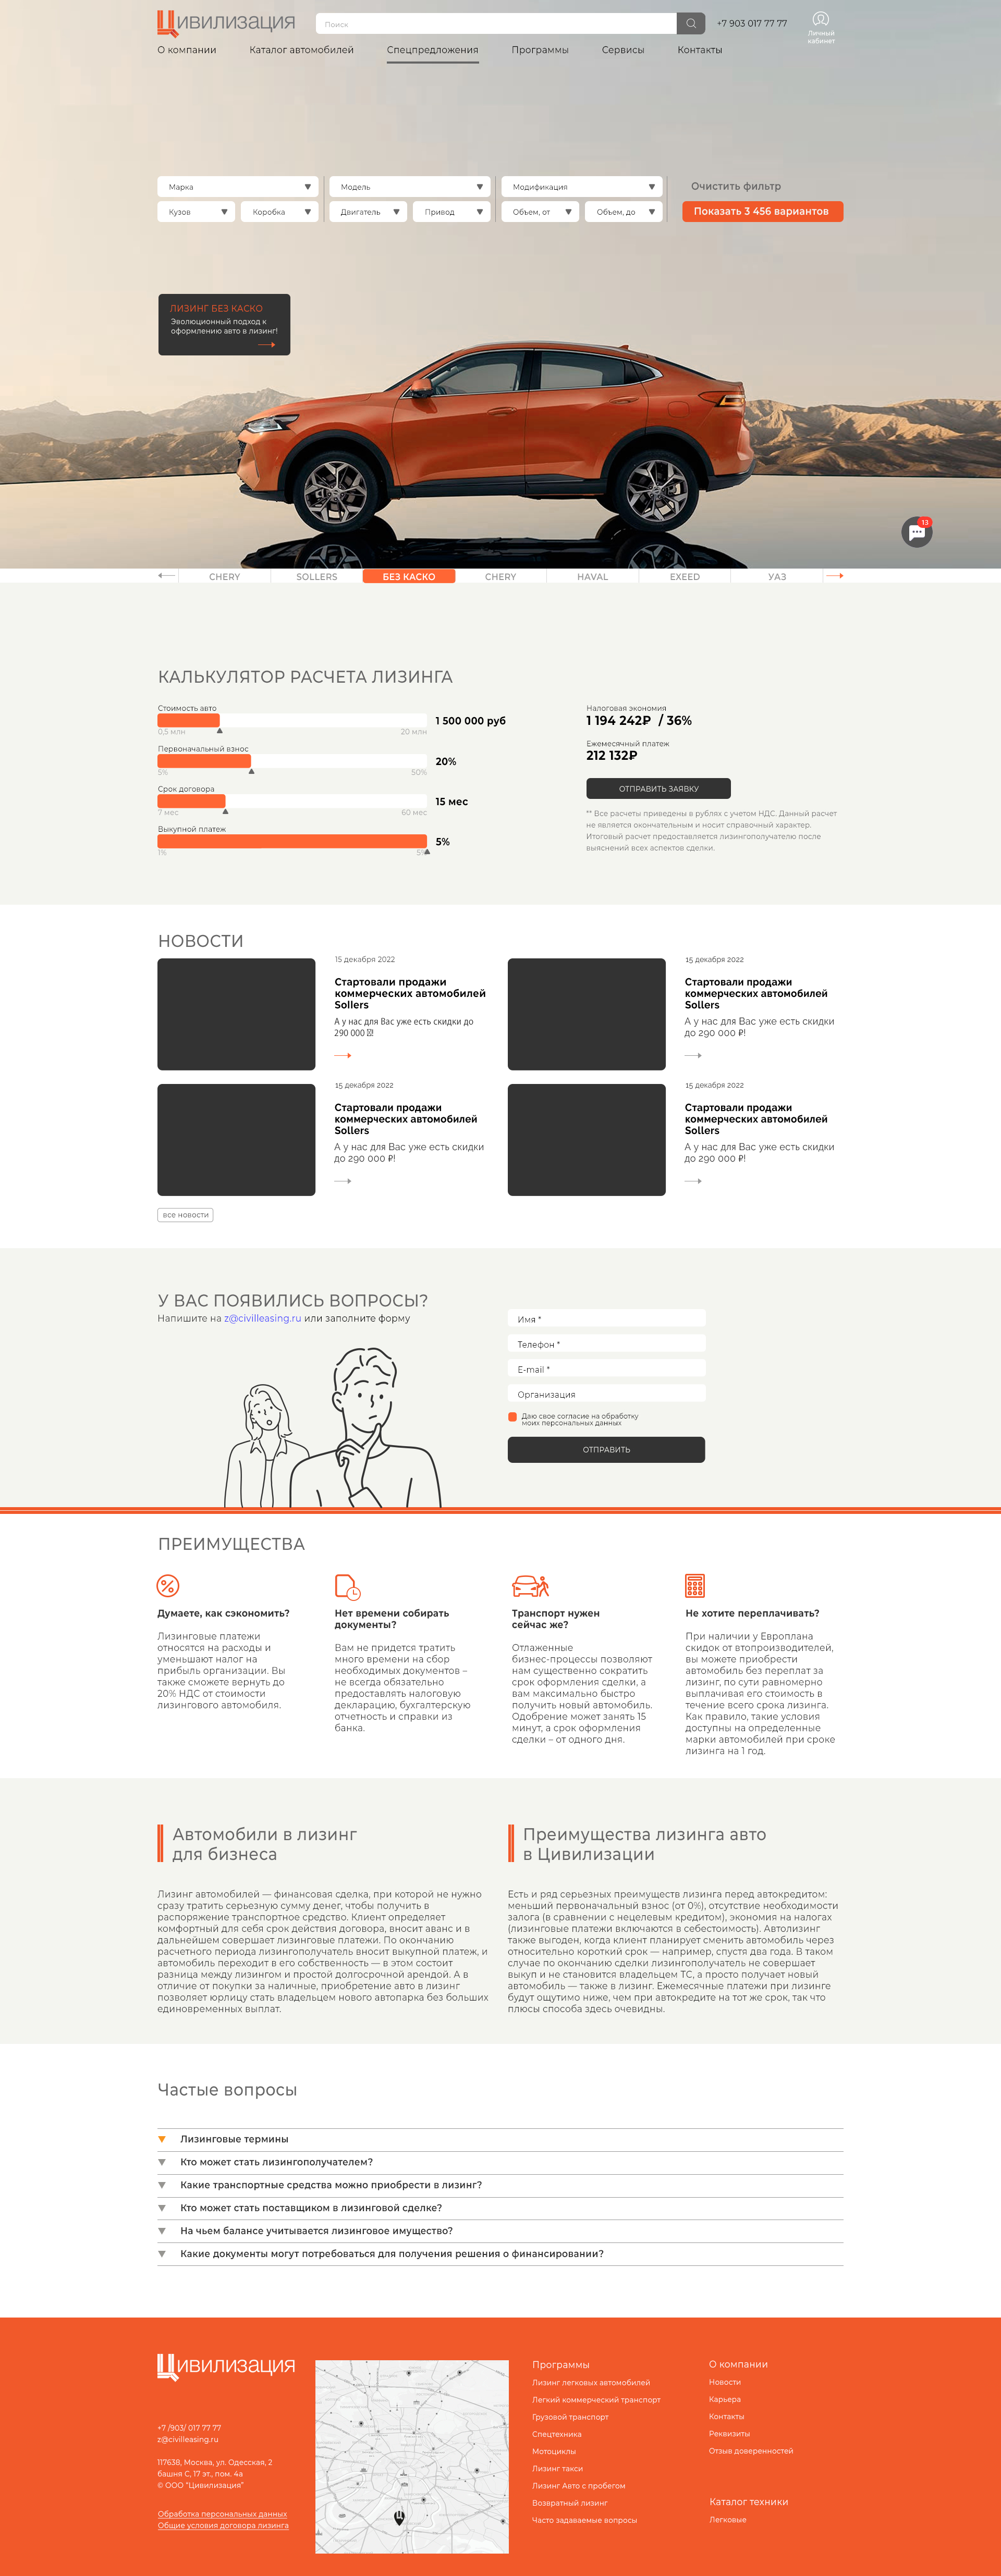 Цивилизация
Поиск
+7 903 017 77 77
Личный
кабинет
О компании
Каталог автомобилей
Спецпредложения
Программы
Сервисы
Контакты
Марка
Модель
Модификация
Очистить фильтр
Кузов
Коробка
Двигатель
Привод
Объем, от
Объем, до
Показать 3 456 вариантов
ЛИЗИНГ БЕЗ КАСКО
Эволюционный подход к
оформлению авто в лизинг!
13
CHERY
SOLLERS
БЕЗ КАСКО
CHERY
HAVAL
EXEED
УАЗ
КАЛЬКУЛЯТОР РАСЧЕТА ЛИЗИНГА
Стоимость авто
1 500 000 руб
0,5 млн
20 млн
Первоначальный взнос
20%
5%
50%
Срок договора
15 мес
7 мес
60 мес
Выкупной платеж
5%
1%
5%
Налоговая экономия
1 194 242₽ / 36%
Ежемесячный платеж
212 132₽
ОТПРАВИТЬ ЗАЯВКУ
** Все расчеты приведены в рублях с учетом НДС. Данный расчет
не является окончательным и носит справочный характер.
Итоговый расчет предоставляется лизингополучателю после
выяснений всех аспектов сделки.
НОВОСТИ
15 декабря 2022
Стартовали продажи
коммерческих автомобилей
Sollers
А у нас для Вас уже есть скидки до
290 000 ₽!
15 декабря 2022
Стартовали продажи
коммерческих автомобилей
Sollers
А у нас для Вас уже есть скидки
до 290 000 ₽!
15 декабря 2022
Стартовали продажи
коммерческих автомобилей
Sollers
А у нас для Вас уже есть скидки
до 290 000 ₽!
15 декабря 2022
Стартовали продажи
коммерческих автомобилей
Sollers
А у нас для Вас уже есть скидки
до 290 000 ₽!
все новости
У ВАС ПОЯВИЛИСЬ ВОПРОСЫ?
Напишите на z@civilleasing.ru или заполните форму
Имя *
Телефон *
E-mail *
Организация
Даю свое согласие на обработку
моих персональных данных
ОТПРАВИТЬ
ПРЕИМУЩЕСТВА
Думаете, как сэкономить?
Лизинговые платежи
относятся на расходы и
уменьшают налог на
прибыль организации. Вы
также сможете вернуть до
20% НДС от стоимости
лизингового автомобиля.
Нет времени собирать
документы?
Вам не придется тратить
много времени на сбор
необходимых документов –
не всегда обязательно
предоставлять налоговую
декларацию, бухгалтерскую
отчетность и справки из
банка.
Транспорт нужен
сейчас же?
Отлаженные
бизнес-процессы позволяют
нам существенно сократить
срок оформления сделки, а
вам максимально быстро
получить новый автомобиль.
Одобрение может занять 15
минут, а срок оформления
сделки – от одного дня.
Не хотите переплачивать?
При наличии у Европлана
скидок от втопроизводителей,
вы можете приобрести
автомобиль без переплат за
лизинг, по сути равномерно
выплачивая его стоимость в
течение всего срока лизинга.
Как правило, такие условия
доступны на определенные
марки автомобилей при сроке
лизинга на 1 год.
Автомобили в лизинг
для бизнеса
Лизинг автомобилей — финансовая сделка, при которой не нужно
сразу тратить серьезную сумму денег, чтобы получить в
распоряжение транспортное средство. Клиент определяет
комфортный для себя срок действия договора, вносит аванс и в
дальнейшем совершает лизинговые платежи. По окончанию
расчетного периода лизингополучатель вносит выкупной платеж, и
автомобиль переходит в его собственность — в этом состоит
разница между лизингом и простой долгосрочной арендой. А в
отличие от покупки за наличные, приобретение авто в лизинг
позволяет юрлицу стать владельцем нового автопарка без больших
единовременных выплат.
Преимущества лизинга авто
в Цивилизации
Есть и ряд серьезных преимуществ лизинга перед автокредитом:
меньший первоначальный взнос (от 0%), отсутствие необходимости
залога (в сравнении с нецелевым кредитом), экономия на налогах
(лизинговые платежи включаются в себестоимость). Автолизинг
также выгоден, когда клиент планирует сменить автомобиль через
относительно короткий срок — например, спустя два года. В таком
случае по окончанию сделки лизингополучатель не совершает
выкуп и не становится владельцем ТС, а просто получает новый
автомобиль — также в лизинг. Ежемесячные платежи при лизинге
будут ощутимо ниже, чем при автокредите на тот же срок, так что
плюсы способа здесь очевидны.
Частые вопросы
Лизинговые термины
Кто может стать лизингополучателем?
Какие транспортные средства можно приобрести в лизинг?
Кто может стать поставщиком в лизинговой сделке?
На чьем балансе учитывается лизинговое имущество?
Какие документы могут потребоваться для получения решения о финансировании?
Цивилизация
+7 /903/ 017 77 77
z@civilleasing.ru
117638, Москва, ул. Одесская, 2
башня С, 17 эт., пом. 4а
© ООО "Цивилизация"
Обработка персональных данных
Общие условия договора лизинга
Программы
Лизинг легковых автомобилей
Легкий коммерческий транспорт
Грузовой транспорт
Спецтехника
Мотоциклы
Лизинг такси
Лизинг Авто с пробегом
Возвратный лизинг
Часто задаваемые вопросы
О компании
Новости
Карьера
Контакты
Реквизиты
Отзыв доверенностей
Каталог техники
Легковые